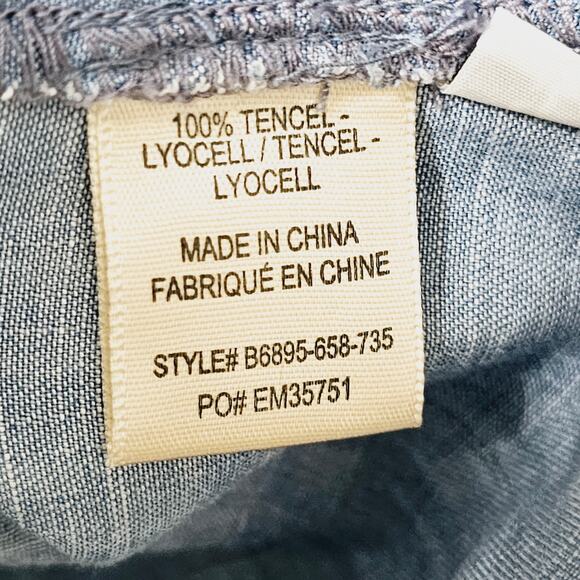 100% TENCEL-
LYOCELL / TENCEL-
LYOCELL
MADE IN CHINA
FABRIQUÉ EN CHINE
STYLE# B6895-658-735
PO# EM35751